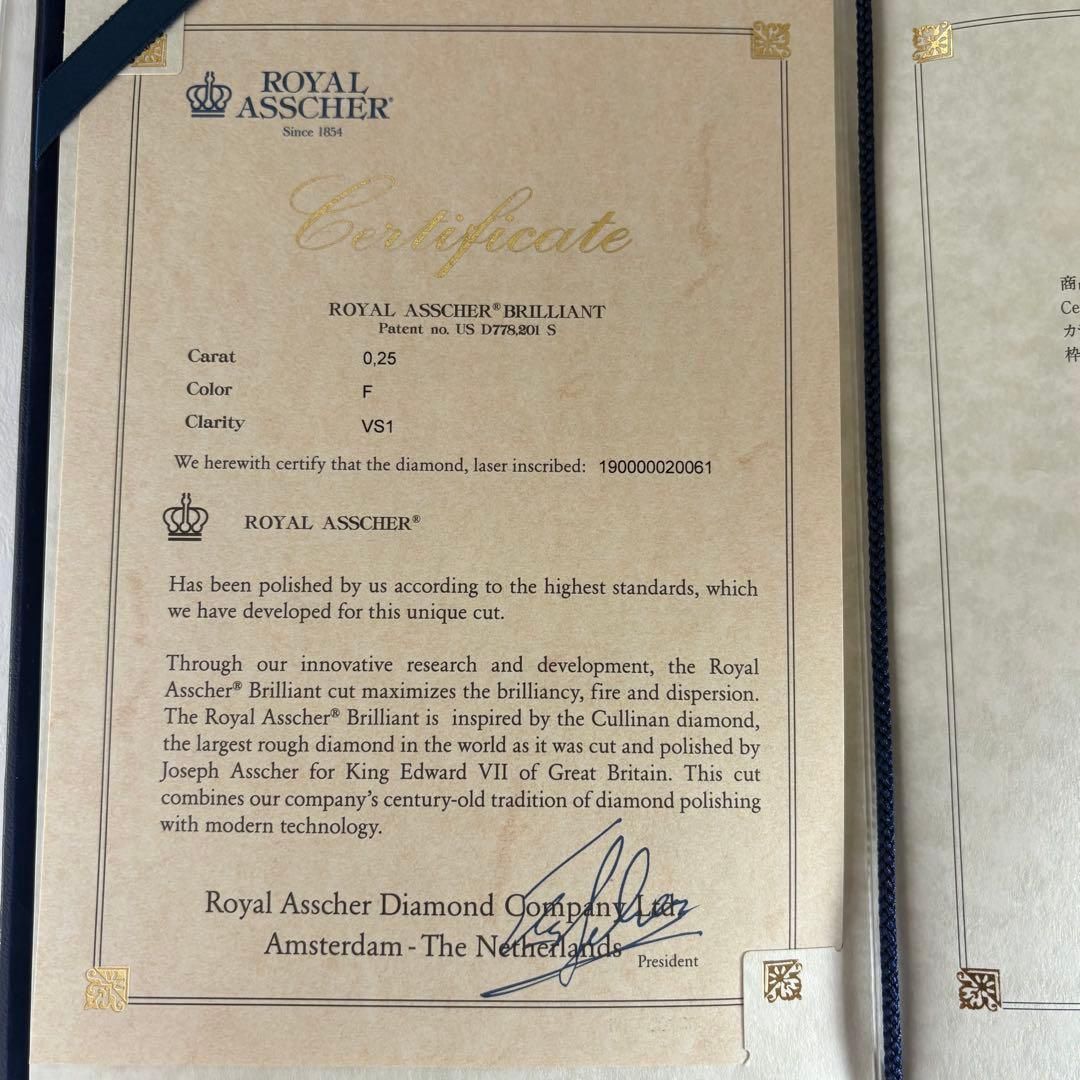 ROYAL
ASSCHER®
Since 1854
Certificate
ROYAL ASSCHER® BRILLIANT
Patent no. US D778,201 S
Carat 0,25
Color F
Clarity VS1
We herewith certify that the diamond, laser inscribed: 190000020061
ROYAL ASSCHER®
Has been polished by us according to the highest standards, which
we have developed for this unique cut.
Through our innovative research and development, the Royal
Asscher® Brilliant cut maximizes the brilliancy, fire and dispersion.
The Royal Asscher® Brilliant is inspired by the Cullinan diamond,
the largest rough diamond in the world as it was cut and polished by
Joseph Asscher for King Edward VII of Great Britain. This cut
combines our company's century-old tradition of diamond polishing
with modern technology.
Royal Asscher Diamond Company Ltd.
Amsterdam - The Netherlands
President
商
Ce
カ
枠